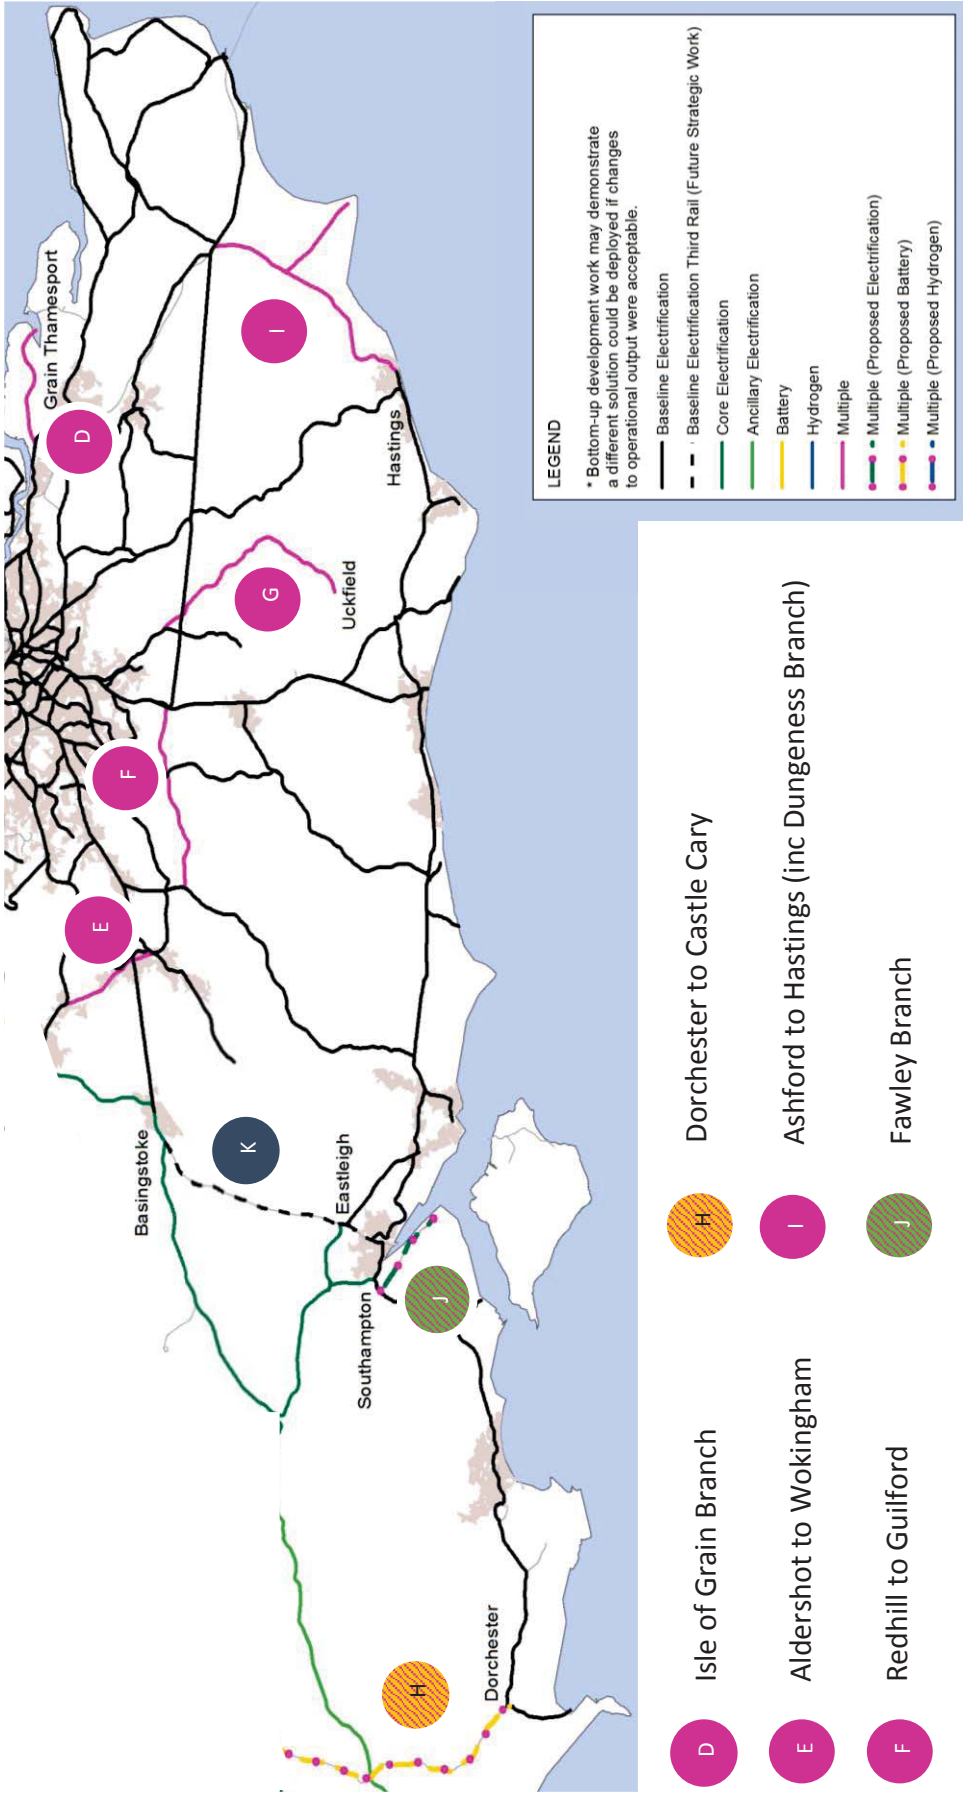 Grain Thamesport
D
E
F
G
I
K
J
H
Basingstoke
Eastleigh
Southampton
Dorchester
Uckfield
Hastings
LEGEND
* Bottom-up development work may demonstrate
a different solution could be deployed if changes
to operational output were acceptable.
Baseline Electrification
Baseline Electrification Third Rail (Future Strategic Work)
Core Electrification
Ancillary Electrification
Battery
Hydrogen
Multiple
Multiple (Proposed Electrification)
Multiple (Proposed Battery)
Multiple (Proposed Hydrogen)
D Isle of Grain Branch
E Aldershot to Wokingham
F Redhill to Guilford
H Dorchester to Castle Cary
I Ashford to Hastings (inc Dungeness Branch)
J Fawley Branch